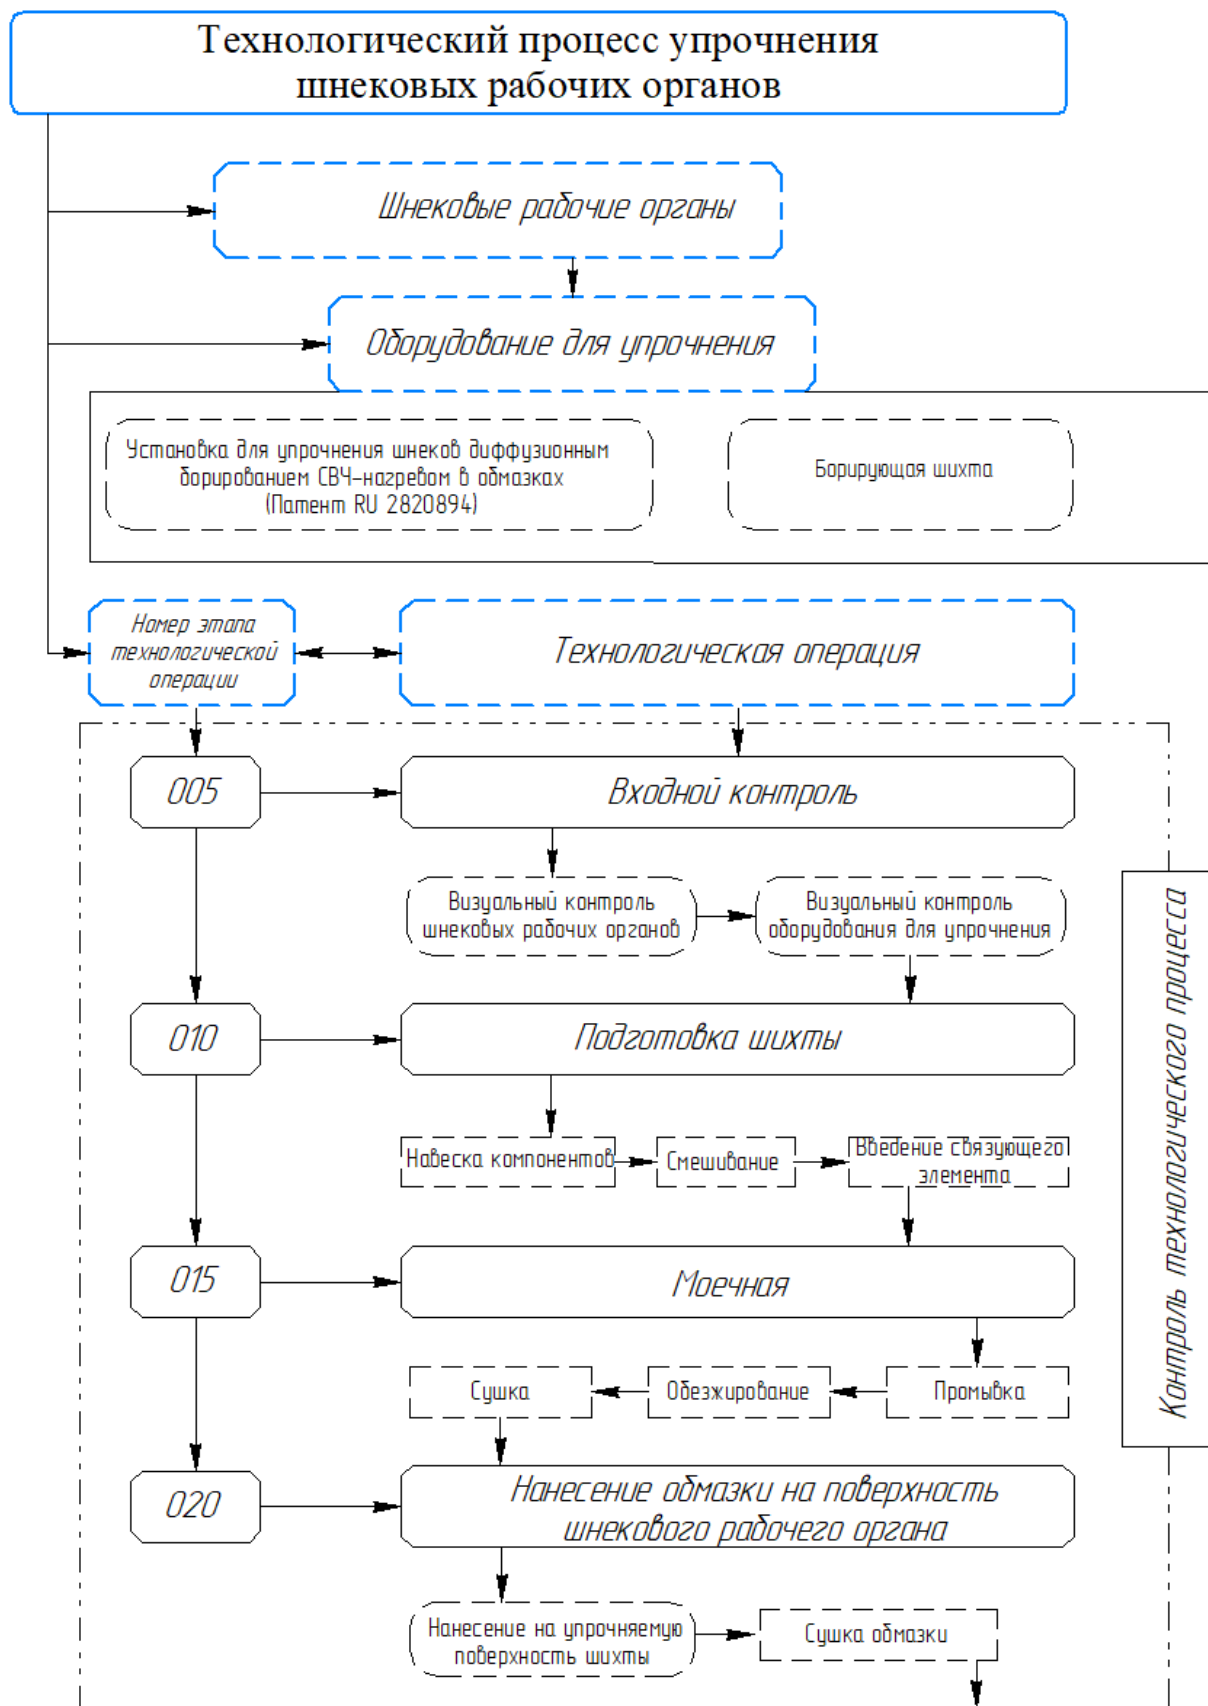 Технологический процесс упрочнения
шнековых рабочих органов
Шнековые рабочие органы
Оборудование для упрочнения
Установка для упрочнения шнеков диффузионным
борированием СВЧ-нагревом в обмазках
(Патент RU 2820894)
Борирующая шихта
Номер этапа
технологической
операции
Технологическая операция
005
Входной контроль
Визуальный контроль
шнековых рабочих органов
Визуальный контроль
оборудования для упрочнения
010
Подготовка шихты
Навеска компонентов
Смешивание
Введение связующего
элемента
015
Моечная
Сушка
Обезжирование
Промывка
020
Нанесение обмазки на поверхность
шнекового рабочего органа
Нанесение на упрочняемую
поверхность шихты
Сушка обмазки
Контроль технологического процесса